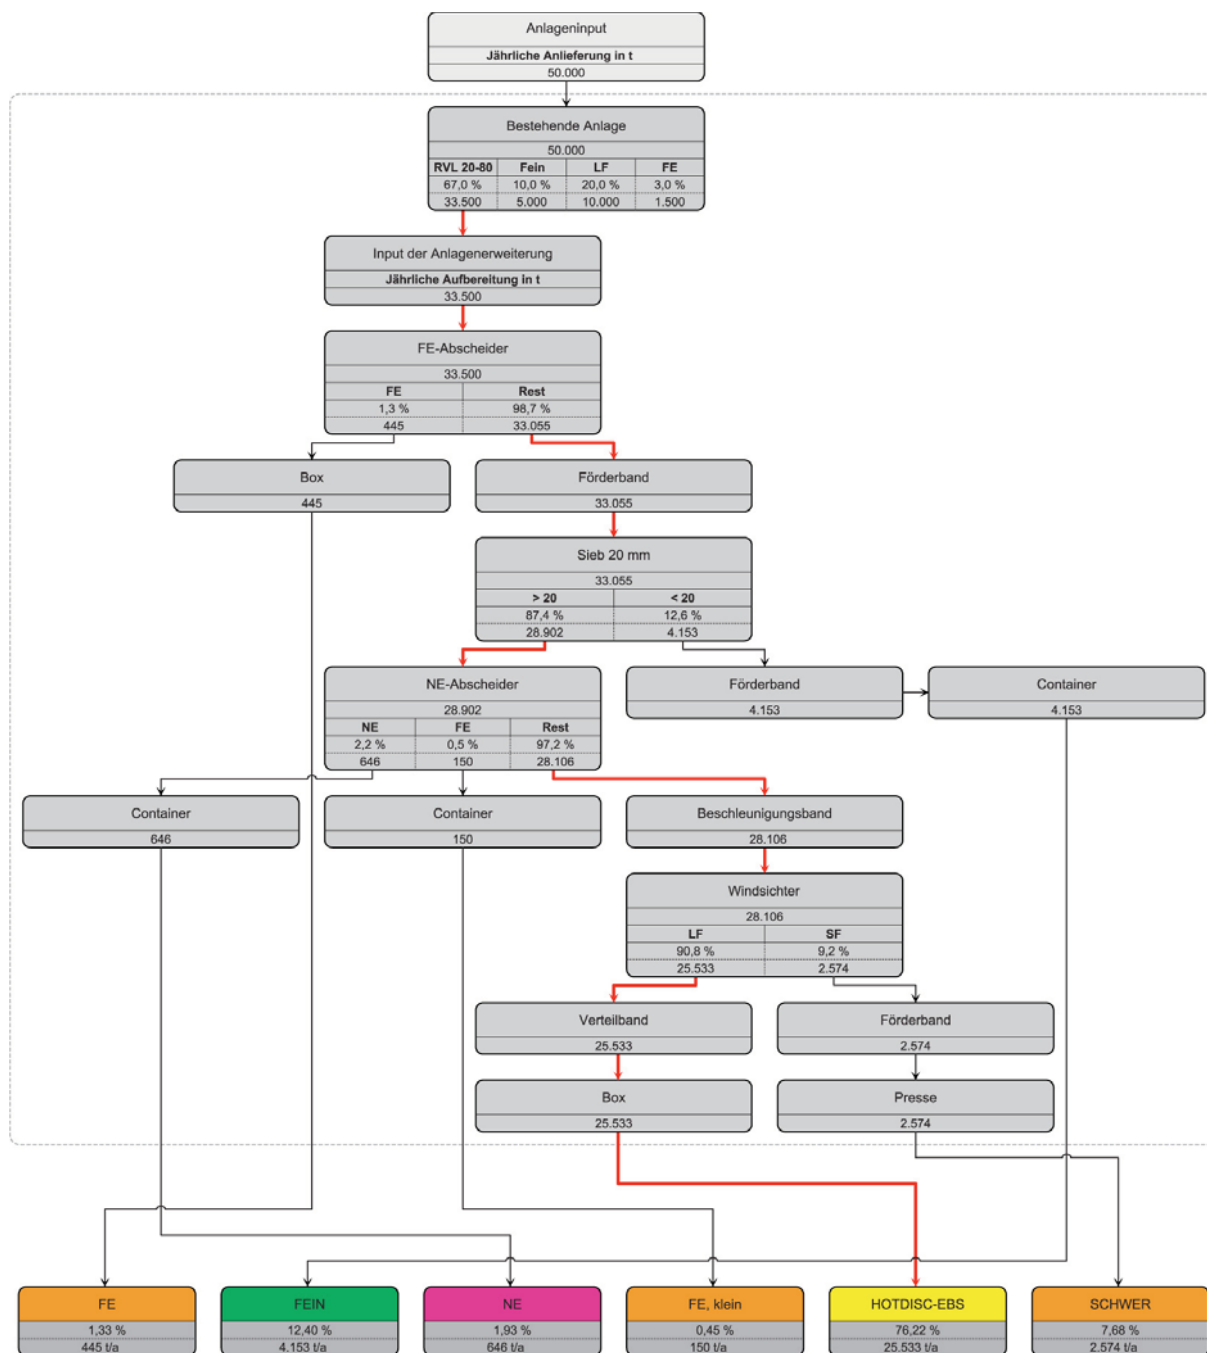 Anlageninput
Jährliche Anlieferung in t
50.000
Bestehende Anlage
50.000
RVL 20-80 Fein LF FE
67,0 % 10,0 % 20,0 % 3,0 %
33.500 5.000 10.000 1.500
Input der Anlagenerweiterung
Jährliche Aufbereitung in t
33.500
FE-Abscheider
33.500
FE Rest
1,3 % 98,7 %
445 33.055
Box Förderband
445 33.055
Sieb 20 mm
33.055
> 20 < 20
87,4 % 12,6 %
28.902 4.153
NE-Abscheider Förderband Container
28.902 4.153 4.153
NE FE Rest
2,2 % 0,5 % 97,2 %
646 150 28.106
Container Container Beschleunigungsband
646 150 28.106
Windsichter
28.106
LF SF
90,8 % 9,2 %
25.533 2.574
Verteilband Förderband
25.533 2.574
Box Presse
25.533 2.574
FE FEIN NE FE, klein HOTDISC-EBS SCHWER
1,33 % 12,40 % 1,93 % 0,45 % 76,22 % 7,68 %
445 t/a 4.153 t/a 646 t/a 150 t/a 25.533 t/a 2.574 t/a